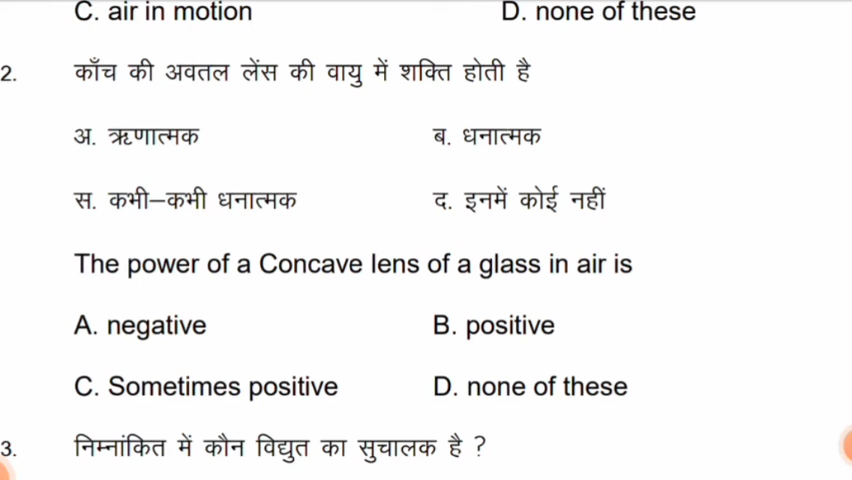 C. air in motion D. none of these
2. काँच की अवतल लेंस की वायु में शक्ति होती है
अ. ऋणात्मक ब. धनात्मक
स. कभी–कभी धनात्मक द. इनमें कोई नहीं
The power of a Concave lens of a glass in air is
A. negative B. positive
C. Sometimes positive D. none of these
3. निम्नांकित में कौन विद्युत का सुचालक है ?